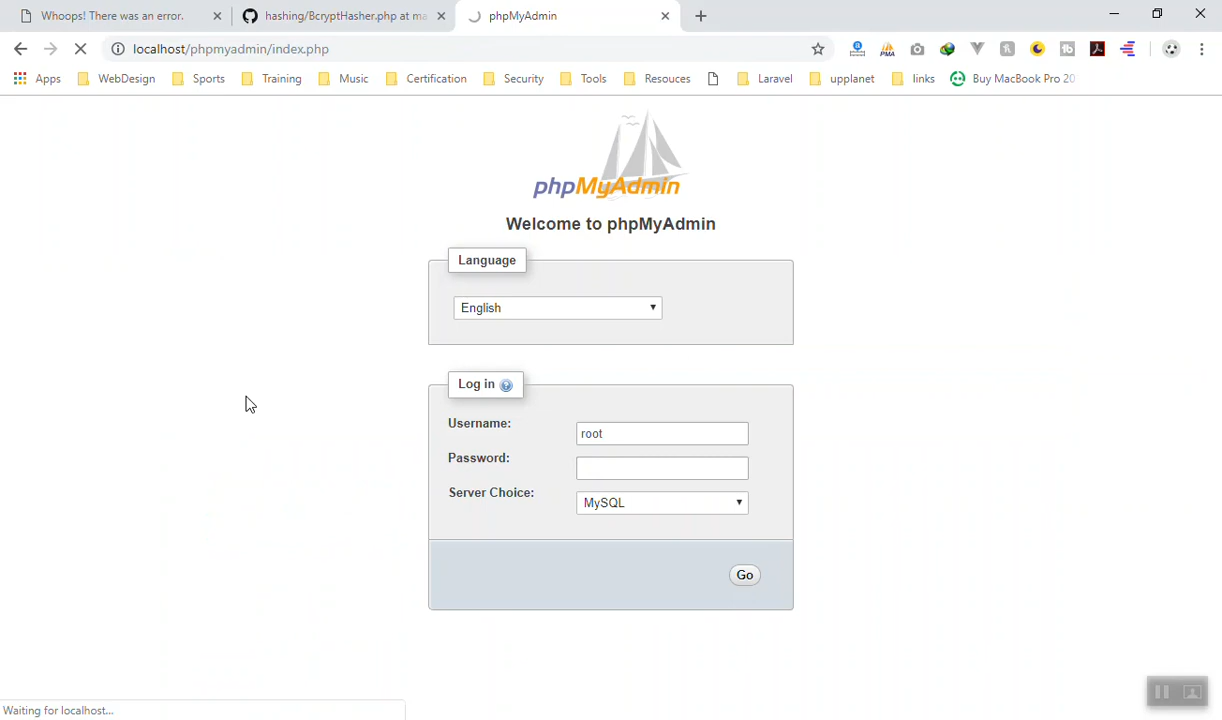 Whoops! There was an error.
hashing/BcryptHasher.php at ma
phpMyAdmin
localhost/phpmyadmin/index.php
Apps
WebDesign
Sports
Training
Music
Certification
Security
Tools
Resouces
Laravel
upplanet
links
Buy MacBook Pro 20
phpMyAdmin
Welcome to phpMyAdmin
Language
English
Log in
Username:
root
Password:
Server Choice:
MySQL
Go
Waiting for localhost...